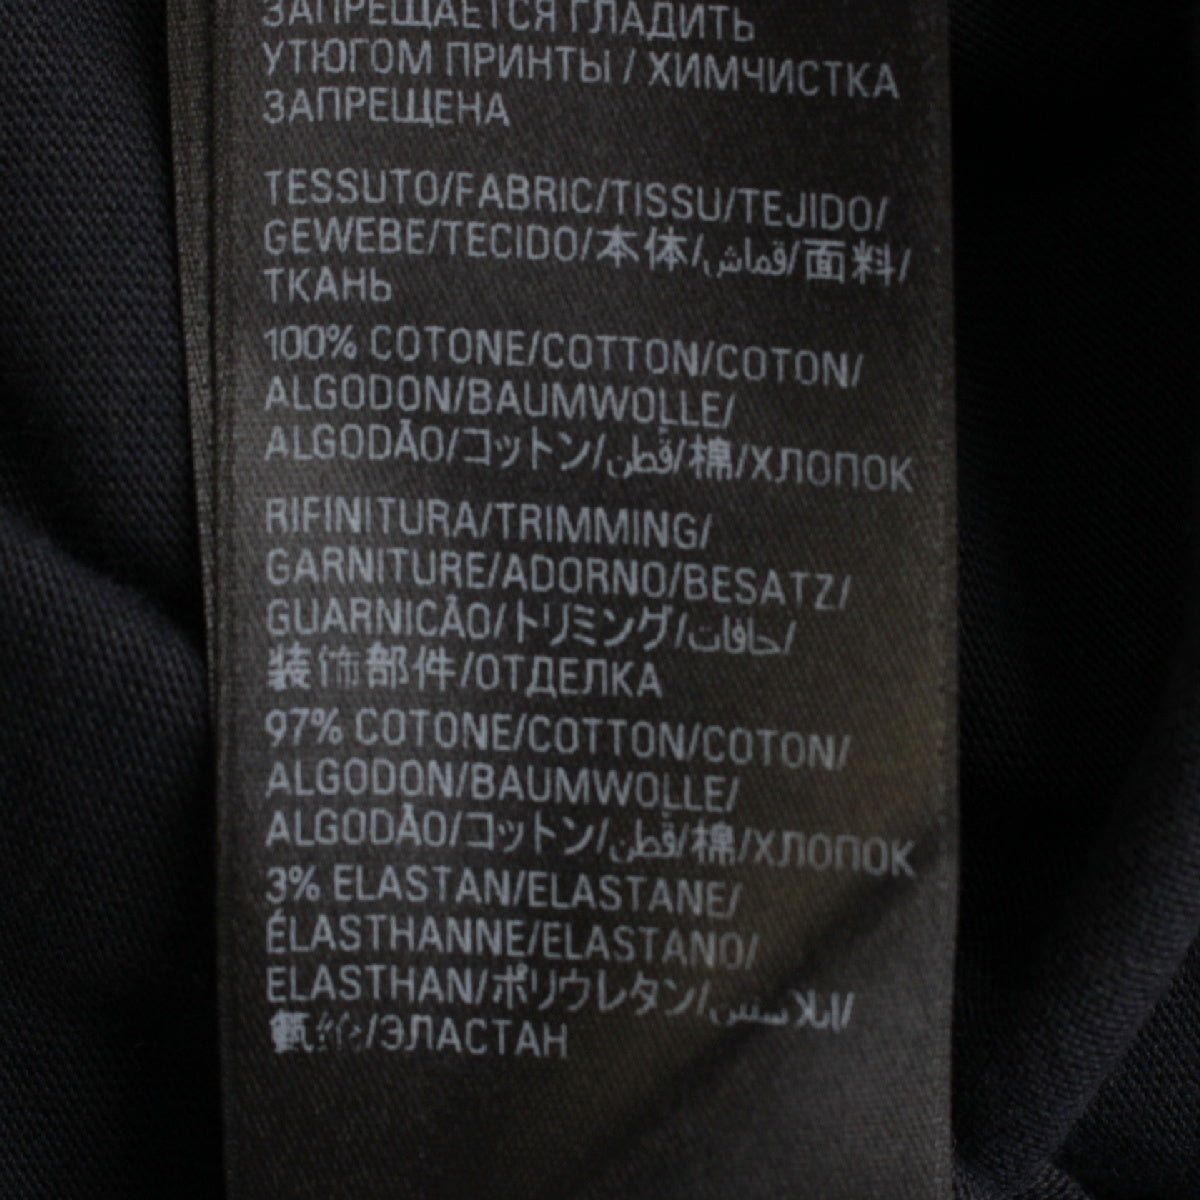 ЗАПРЕЩАЕТСЯ ГЛАДИТЬ
УТЮГОМ ПРИНТЫ / ХИМЧИСТКА
ЗАПРЕЩЕНА
TESSUTO/FABRIC/TISSU/TEJIDO/
GEWEBE/TECIDO/本体/قماش/面料/
ТКАНЬ
100% COTONE/COTTON/COTON/
ALGODON/BAUMWOLLE/
ALGODÃO/コットン/قطن/棉/ХЛОПОК
RIFINITURA/TRIMMING/
GARNITURE/ADORNO/BESATZ/
GUARNICÃO/トリミング/حافات/
装饰部件/ОТДЕЛКА
97% COTONE/COTTON/COTON/
ALGODON/BAUMWOLLE/
ALGODÃO/コットン/قطن/棉/ХЛОПОК
3% ELASTAN/ELASTANE/
ÉLASTHANNE/ELASTANO/
ELASTHAN/ポリウレタン/إيلاستين/
/ЭЛАСТАН